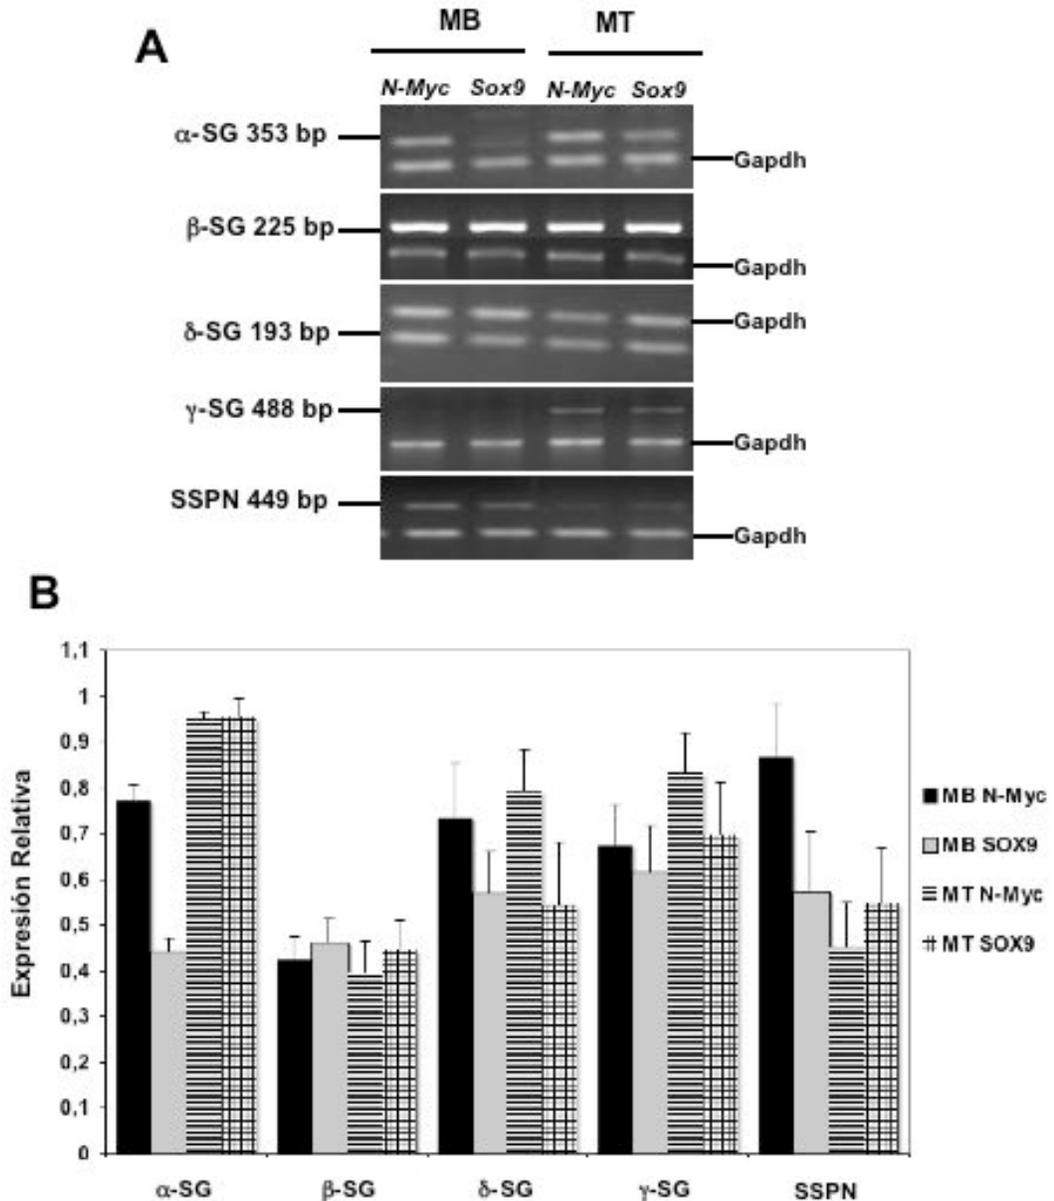 A
MB MT
N-Myc Sox9 N-Myc Sox9
α-SG 353 bp
Gapdh
β-SG 225 bp
Gapdh
δ-SG 193 bp
Gapdh
γ-SG 488 bp
Gapdh
SSPN 449 bp
Gapdh
B
Expresión Relativa
1,1
1
0,9
0,8
0,7
0,6
0,5
0,4
0,3
0,2
0,1
0
α-SG β-SG δ-SG γ-SG SSPN
MB N-Myc
MB SOX9
MT N-Myc
MT SOX9